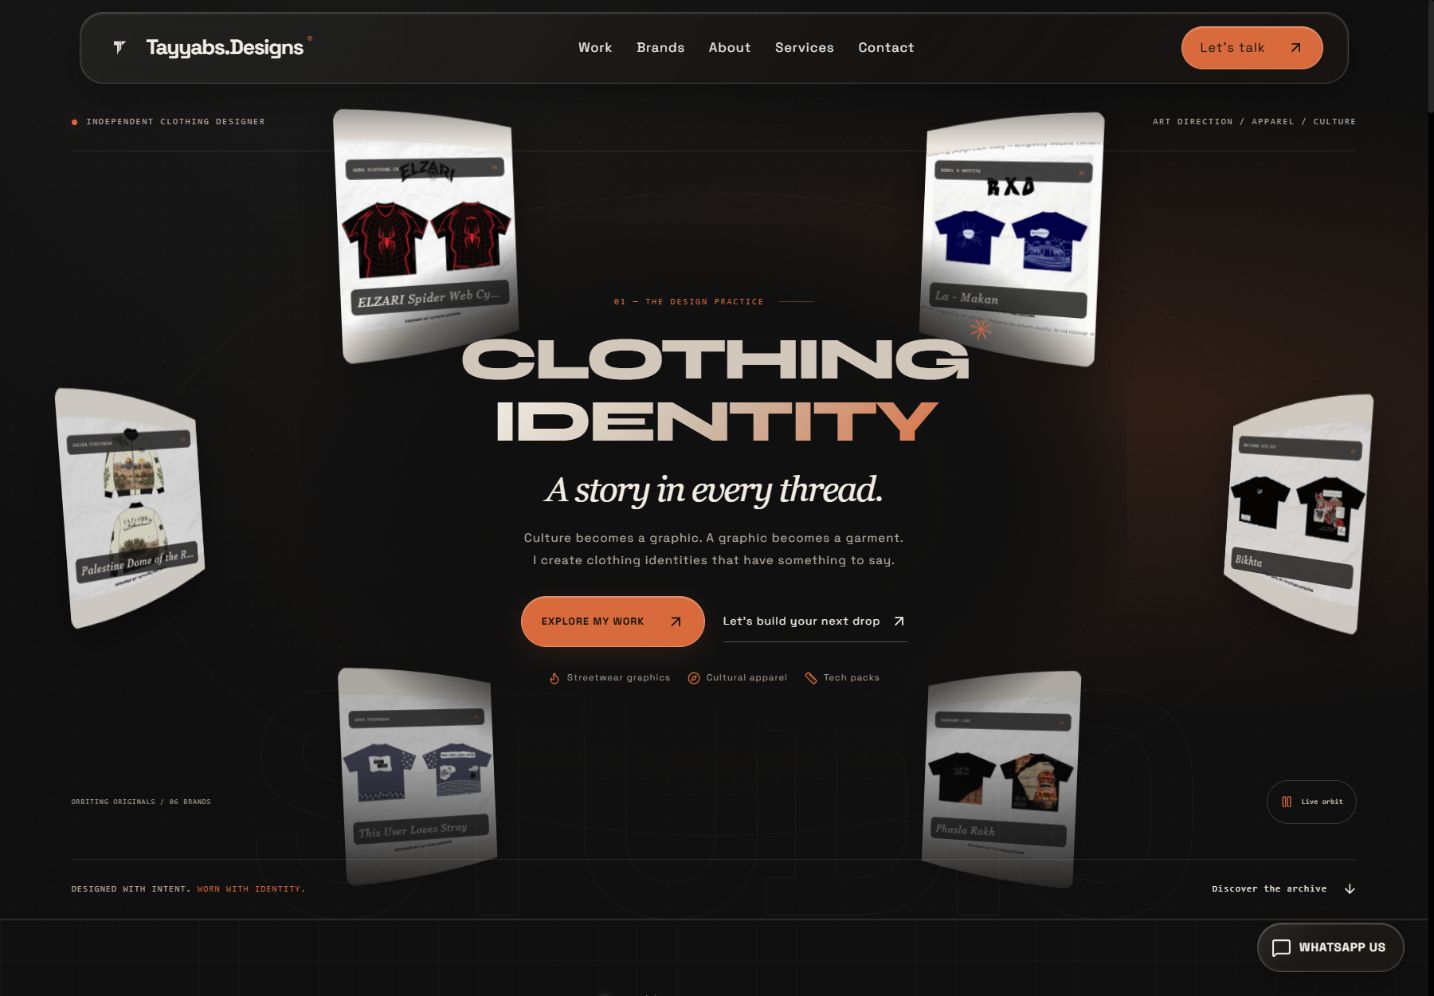 Tayyabs.Designs
Work
Brands
About
Services
Contact
Let's talk
INDEPENDENT CLOTHING DESIGNER
ART DIRECTION / APPAREL / CULTURE
ELZARI
ELZARI Spider Web Cy...
RXO
La - Makan
01 — THE DESIGN PRACTICE
CLOTHING
IDENTITY
A story in every thread.
Culture becomes a graphic. A graphic becomes a garment.
I create clothing identities that have something to say.
EXPLORE MY WORK
Let's build your next drop
Streetwear graphics
Cultural apparel
Tech packs
Palestine Dome of the R...
Bikhta
This User Loves Stray
Phasla Rakh
STUDIO
ORBITING ORIGINALS / 06 BRANDS
Live orbit
DESIGNED WITH INTENT. WORN WITH IDENTITY.
Discover the archive
WHATSAPP US